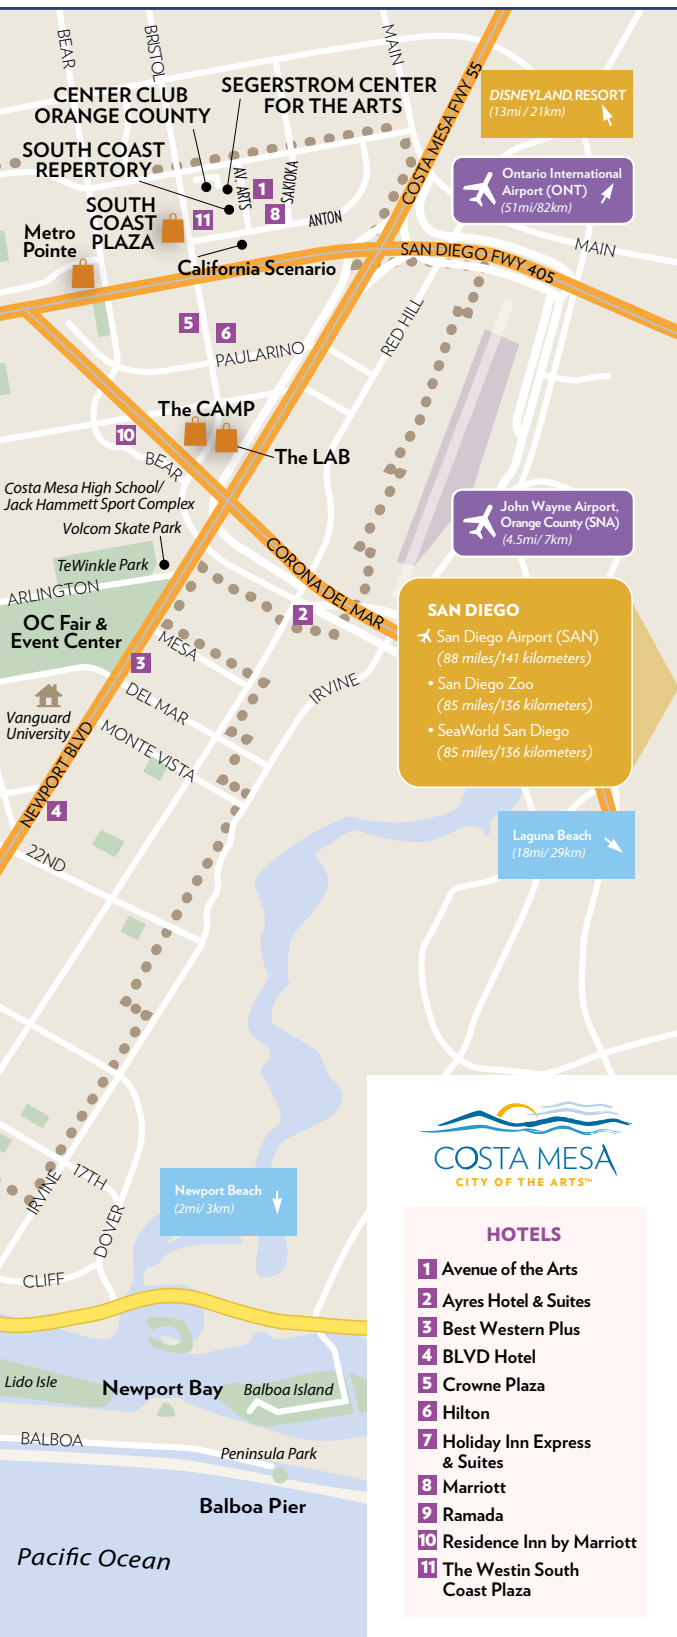 BEAR
BRISTOL
MAIN
COSTA MESA FWY 55
SEGERSTROM CENTER
FOR THE ARTS
CENTER CLUB
ORANGE COUNTY
SOUTH COAST
REPERTORY
DISNEYLAND RESORT
(13mi / 21km)
Ontario International
Airport (ONT)
(51mi/82km)
AV. ARTS
1
SAKIOKA
8
ANTON
11
SOUTH
COAST
PLAZA
Metro
Pointe
California Scenario
SAN DIEGO FWY 405
MAIN
5
6
PAULARINO
RED HILL
The CAMP
10
The LAB
BEAR
Costa Mesa High School/
Jack Hammett Sport Complex
Volcom Skate Park
John Wayne Airport,
Orange County (SNA)
(4.5mi/ 7km)
TeWinkle Park
ARLINGTON
CORONA DEL MAR
OC Fair &
Event Center
2
MESA
3
SAN DIEGO
San Diego Airport (SAN)
(88 miles/141 kilometers)
• San Diego Zoo
(85 miles/136 kilometers)
• SeaWorld San Diego
(85 miles/136 kilometers)
IRVINE
DEL MAR
Vanguard
University
MONTE VISTA
NEWPORT BLVD
4
22ND
Laguna Beach
(18mi/ 29km)
17TH
IRVINE
DOVER
Newport Beach
(2mi/ 3km)
CLIFF
Lido Isle
Newport Bay
Balboa Island
BALBOA
Peninsula Park
Balboa Pier
Pacific Ocean
COSTA MESA
CITY OF THE ARTS™
HOTELS
1 Avenue of the Arts
2 Ayres Hotel & Suites
3 Best Western Plus
4 BLVD Hotel
5 Crowne Plaza
6 Hilton
7 Holiday Inn Express
& Suites
8 Marriott
9 Ramada
10 Residence Inn by Marriott
11 The Westin South
Coast Plaza